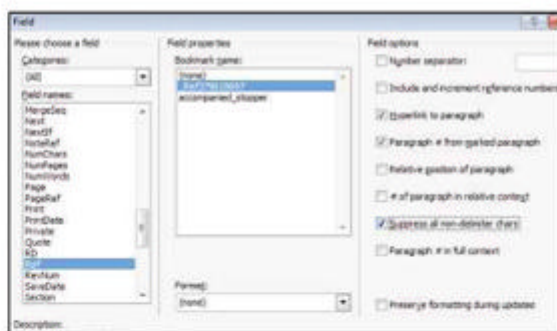 Field
Please choose a field
Categories:
(All)
Field names:
MergeSeq
Next
NextIf
NoteRef
NumChars
NumPages
NumWords
Page
PageRef
Print
PrintDate
Private
Quote
RD
Ref
RevNum
SaveDate
Section
Description:
Field properties
Bookmark name:
(none)
accompanied_stopper
Format:
(none)
Field options
Number separator:
Include and increment reference numbers
Hyperlink to paragraph
Paragraph # from marked paragraph
Relative position of paragraph
# of paragraph in relative context
Suppress all non-delimiter chars
Paragraph # in full context
Preserve formatting during updates